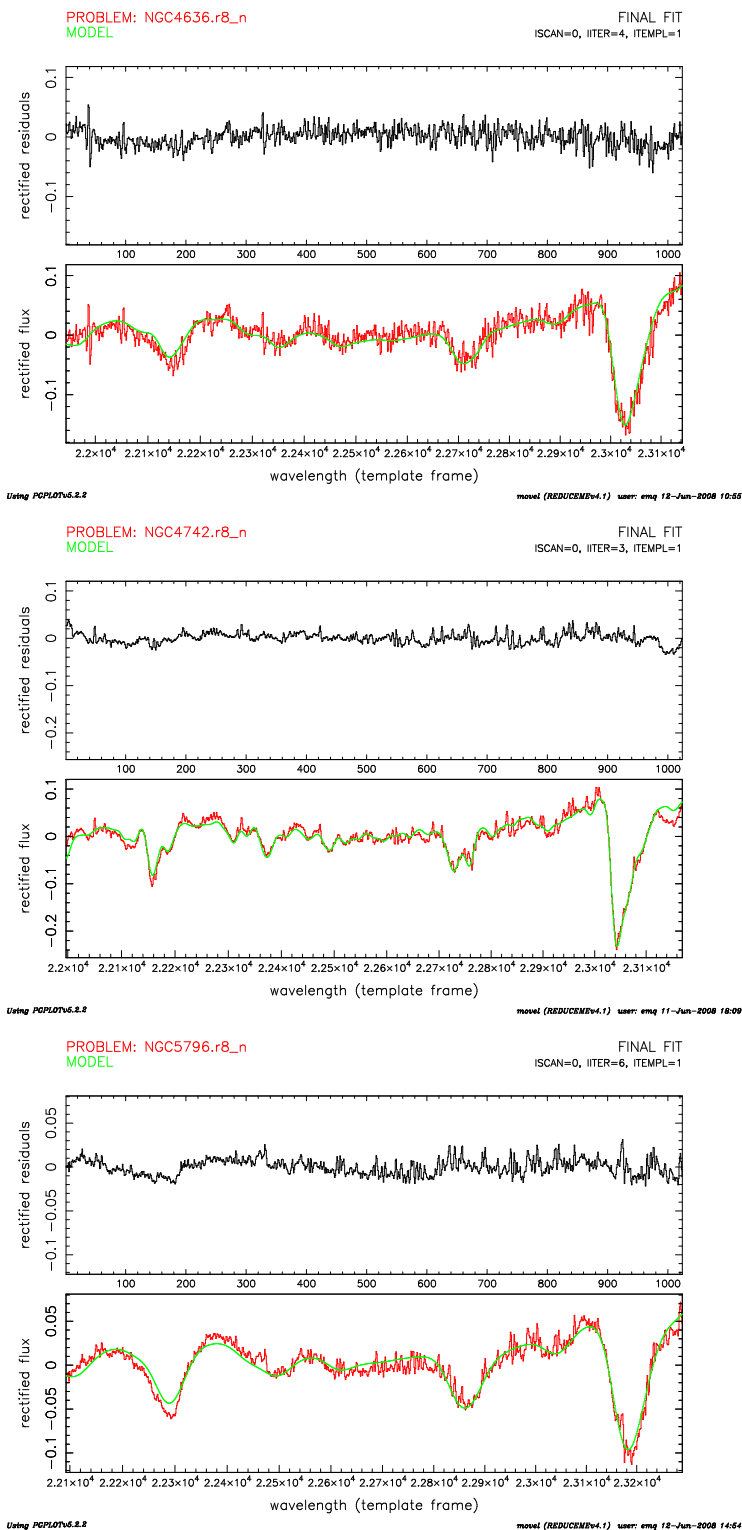 PROBLEM: NGC4636.r8_n FINAL FIT
MODEL ISCAN=0, IITER=4, ITEMPL=1
rectified residuals
0.1
0
−0.1
100 200 300 400 500 600 700 800 900 1000
rectified flux
0.1
0
−0.1
2.2×10⁴ 2.21×10⁴ 2.22×10⁴ 2.23×10⁴ 2.24×10⁴ 2.25×10⁴ 2.26×10⁴ 2.27×10⁴ 2.28×10⁴ 2.29×10⁴ 2.3×10⁴ 2.31×10⁴
wavelength (template frame)
Using PGPLOTv5.2.2 movel (REDUCEMEv4.1) user: emq 12-Jun-2008 10:55
PROBLEM: NGC4742.r8_n FINAL FIT
MODEL ISCAN=0, IITER=3, ITEMPL=1
rectified residuals
0.1
0
−0.1
−0.2
100 200 300 400 500 600 700 800 900 1000
rectified flux
0.1
0
−0.1
−0.2
2.2×10⁴ 2.21×10⁴ 2.22×10⁴ 2.23×10⁴ 2.24×10⁴ 2.25×10⁴ 2.26×10⁴ 2.27×10⁴ 2.28×10⁴ 2.29×10⁴ 2.3×10⁴ 2.31×10⁴
wavelength (template frame)
Using PGPLOTv5.2.2 movel (REDUCEMEv4.1) user: emq 11-Jun-2008 18:09
PROBLEM: NGC5796.r8_n FINAL FIT
MODEL ISCAN=0, IITER=6, ITEMPL=1
rectified residuals
0.05
0
−0.05
−0.1
100 200 300 400 500 600 700 800 900 1000
rectified flux
0.05
0
−0.05
−0.1
2.21×10⁴ 2.22×10⁴ 2.23×10⁴ 2.24×10⁴ 2.25×10⁴ 2.26×10⁴ 2.27×10⁴ 2.28×10⁴ 2.29×10⁴ 2.3×10⁴ 2.31×10⁴ 2.32×10⁴
wavelength (template frame)
Using PGPLOTv5.2.2 movel (REDUCEMEv4.1) user: emq 12-Jun-2008 14:54